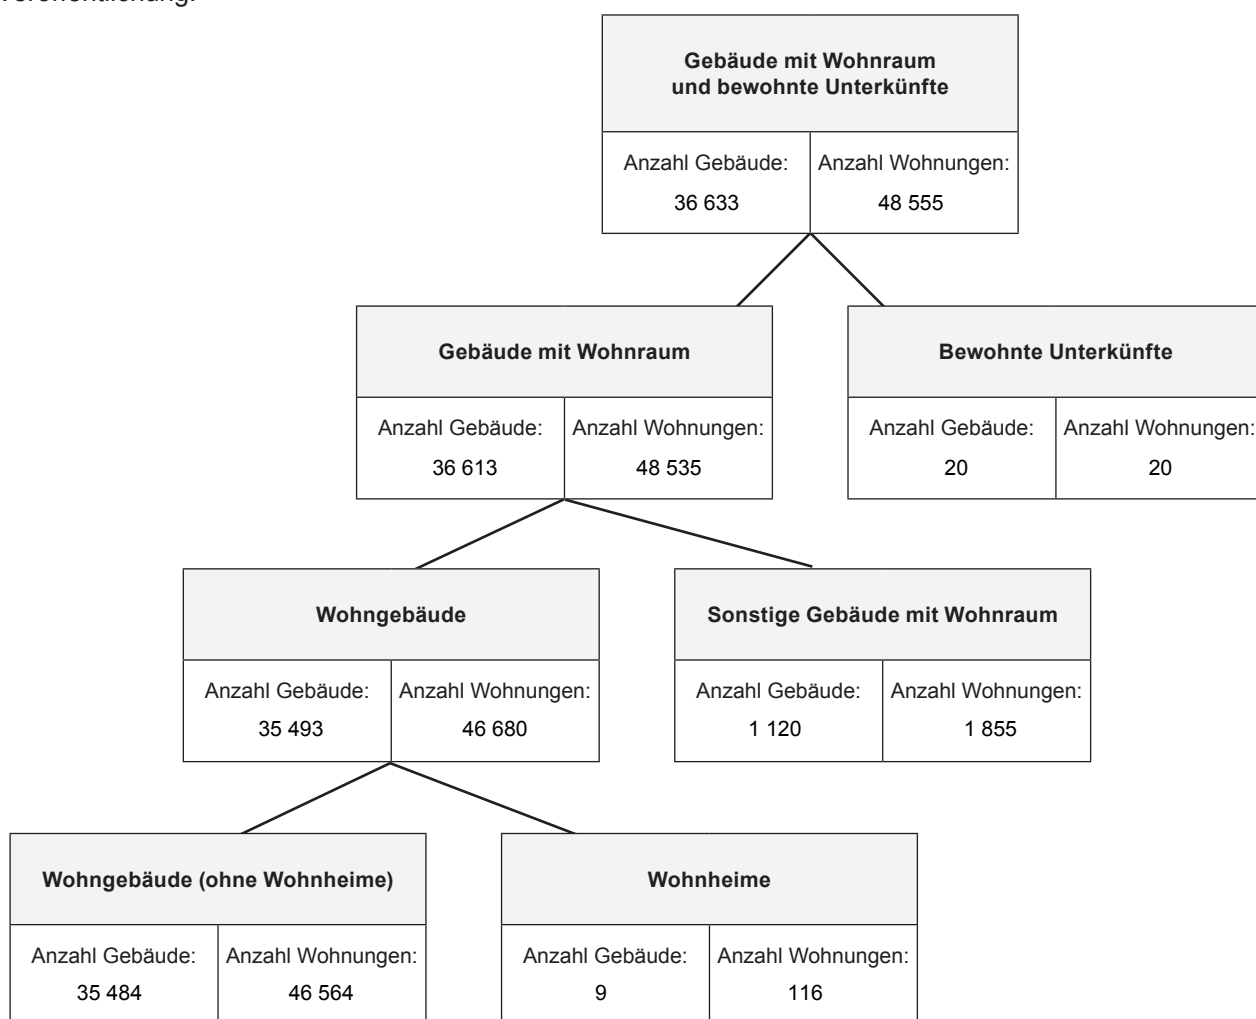 Veröffentlichung.
Gebäude mit Wohnraum
und bewohnte Unterkünfte
Anzahl Gebäude: Anzahl Wohnungen:
36 633 48 555
Gebäude mit Wohnraum Bewohnte Unterkünfte
Anzahl Gebäude: Anzahl Wohnungen: Anzahl Gebäude: Anzahl Wohnungen:
36 613 48 535 20 20
Wohngebäude Sonstige Gebäude mit Wohnraum
Anzahl Gebäude: Anzahl Wohnungen: Anzahl Gebäude: Anzahl Wohnungen:
35 493 46 680 1 120 1 855
Wohngebäude (ohne Wohnheime) Wohnheime
Anzahl Gebäude: Anzahl Wohnungen: Anzahl Gebäude: Anzahl Wohnungen:
35 484 46 564 9 116